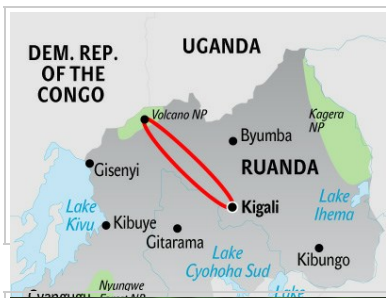 UGANDA
DEM. REP.
OF THE
CONGO
Volcano NP
Kagera
NP
Byumba
Gisenyi
RUANDA
Lake
Kivu
Kibuye
Kigali
Lake
Ihema
Gitarama
Lake
Cyohoha Sud
Kibungo
Nyungwe